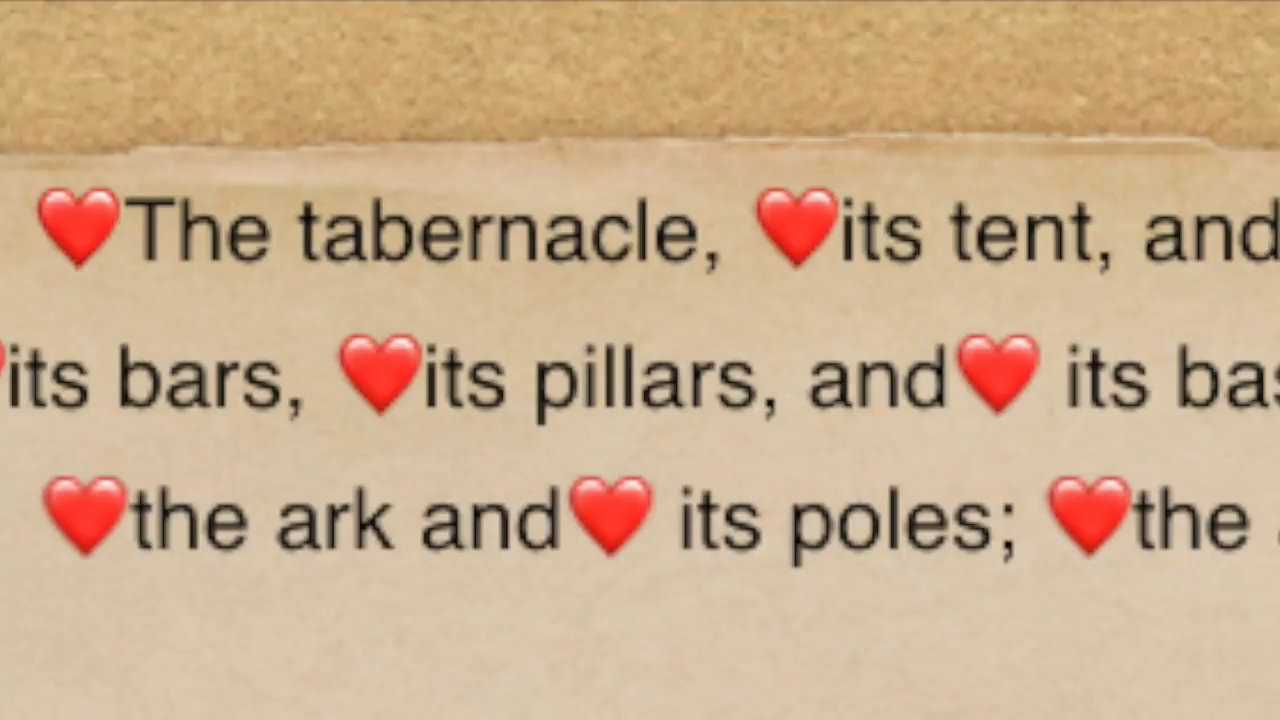 ❤️The tabernacle, ❤️its tent, and
its bars, ❤️its pillars, and❤️ its
❤️the ark and❤️ its poles; ❤️the